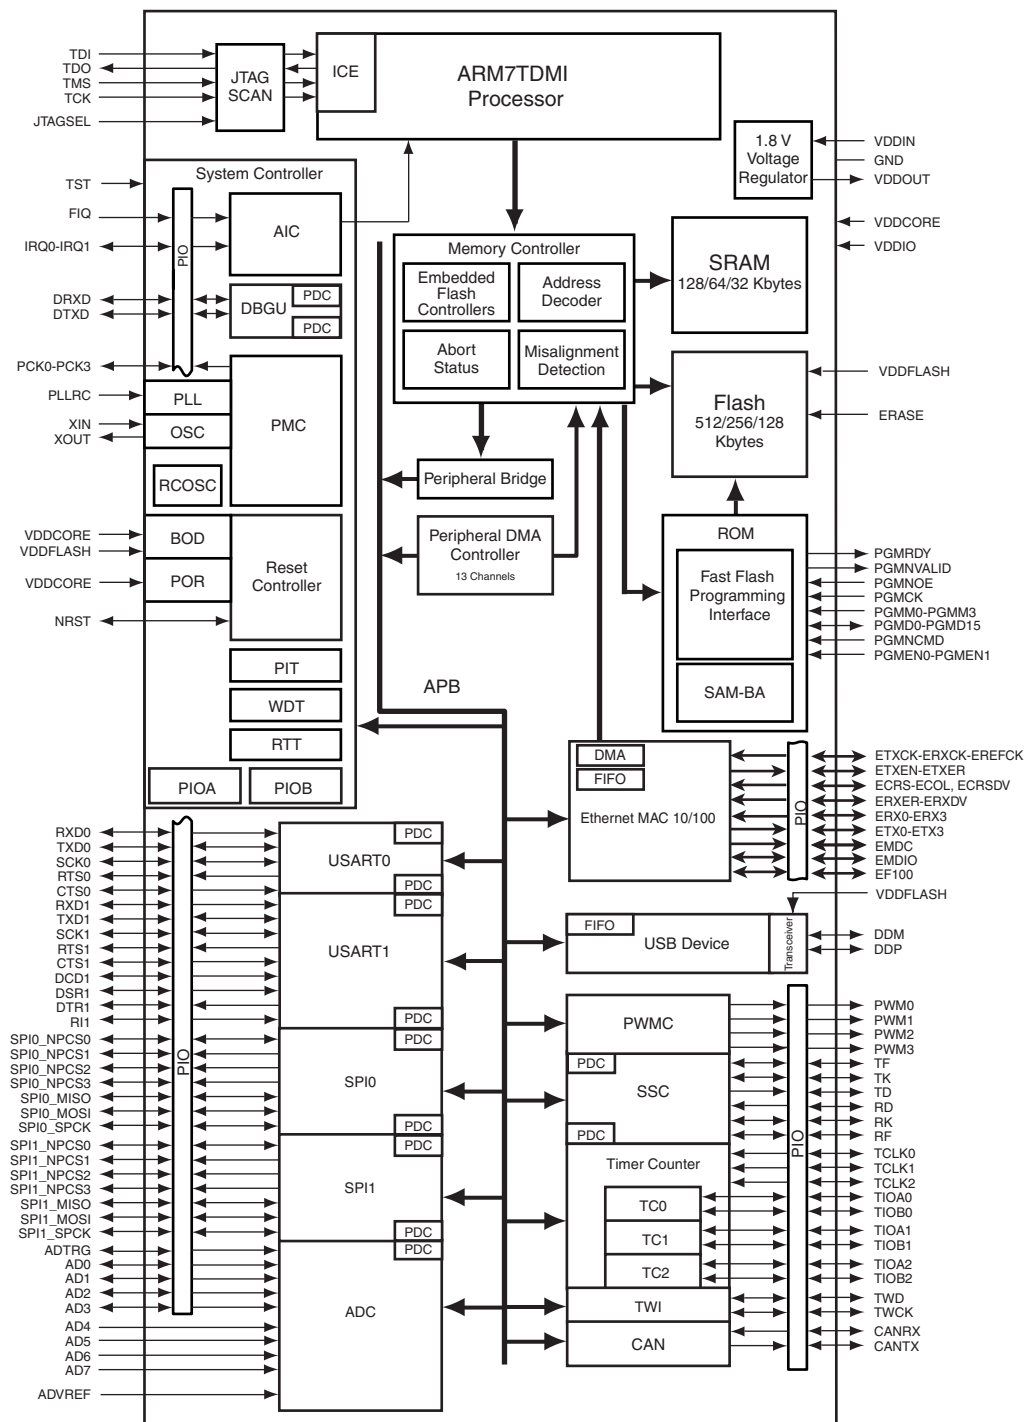 TDI
TDO
TMS
TCK
JTAGSEL
JTAG
SCAN
ICE
ARM7TDMI
Processor
1.8 V
Voltage
Regulator
VDDIN
GND
VDDOUT
VDDCORE
VDDIO
System Controller
TST
FIQ
IRQ0-IRQ1
PIO
AIC
DRXD
DTXD
DBGU
PDC
PDC
PCK0-PCK3
PLLRC
PLL
XIN
XOUT
OSC
RCOSC
PMC
VDDCORE
VDDFLASH
BOD
VDDCORE
POR
Reset
Controller
NRST
PIT
WDT
RTT
PIOA
PIOB
Memory Controller
Embedded
Flash
Controllers
Address
Decoder
Abort
Status
Misalignment
Detection
SRAM
128/64/32 Kbytes
Flash
512/256/128
Kbytes
VDDFLASH
ERASE
Peripheral Bridge
Peripheral DMA
Controller
13 Channels
ROM
Fast Flash
Programming
Interface
SAM-BA
PGMRDY
PGMNVALID
PGMNOE
PGMCK
PGMM0-PGMM3
PGMD0-PGMD15
PGMNCMD
PGMEN0-PGMEN1
APB
DMA
FIFO
Ethernet MAC 10/100
PIO
ETXCK-ERXCK-EREFCK
ETXEN-ETXER
ECRS-ECOL, ECRSDV
ERXER-ERXDV
ERX0-ERX3
ETX0-ETX3
EMDC
EMDIO
EF100
VDDFLASH
FIFO
USB Device
Transceiver
DDM
DDP
RXD0
TXD0
SCK0
RTS0
CTS0
RXD1
TXD1
SCK1
RTS1
CTS1
DCD1
DSR1
DTR1
RI1
SPI0_NPCS0
SPI0_NPCS1
SPI0_NPCS2
SPI0_NPCS3
SPI0_MISO
SPI0_MOSI
SPI0_SPCK
SPI1_NPCS0
SPI1_NPCS1
SPI1_NPCS2
SPI1_NPCS3
SPI1_MISO
SPI1_MOSI
SPI1_SPCK
ADTRG
AD0
AD1
AD2
AD3
AD4
AD5
AD6
AD7
ADVREF
PIO
PDC
USART0
PDC
PDC
USART1
PDC
PDC
SPI0
PDC
PDC
SPI1
PDC
PDC
ADC
PWMC
PDC
SSC
PDC
Timer Counter
TC0
TC1
TC2
TWI
CAN
PIO
PWM0
PWM1
PWM2
PWM3
TF
TK
TD
RD
RK
RF
TCLK0
TCLK1
TCLK2
TIOA0
TIOB0
TIOA1
TIOB1
TIOA2
TIOB2
TWD
TWCK
CANRX
CANTX